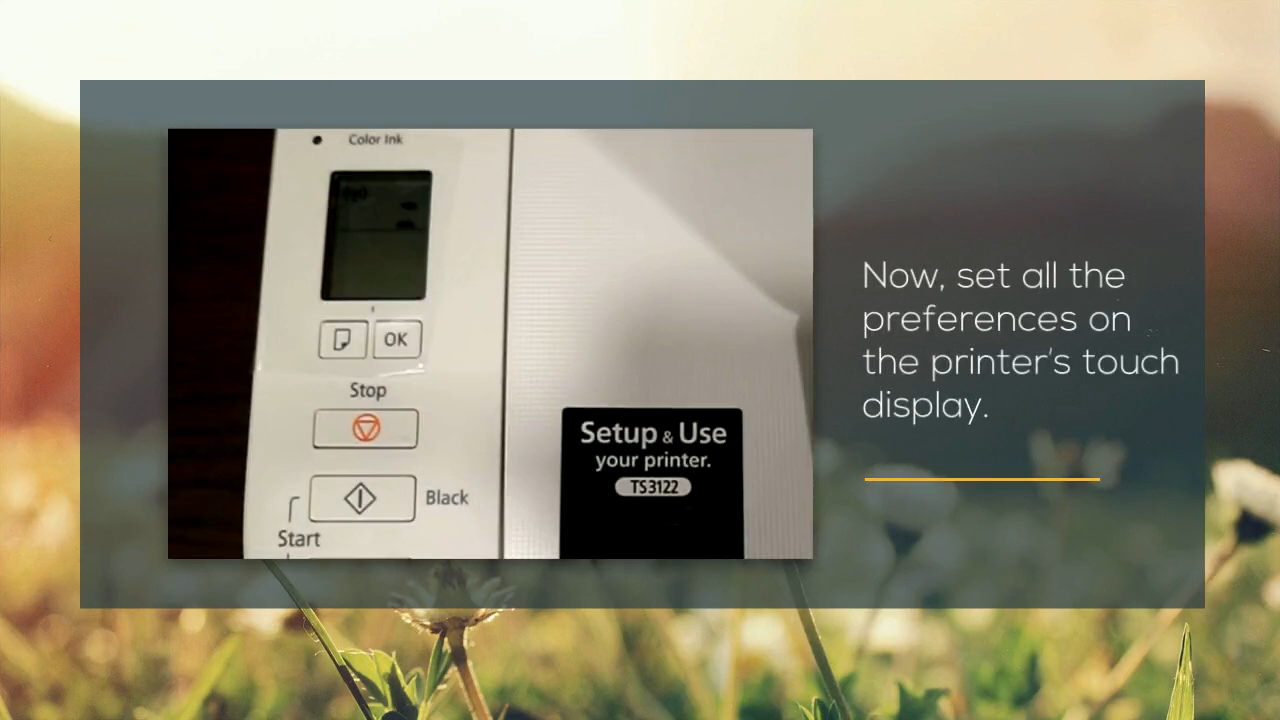 Color Ink
OK
Stop
Black
Start
Setup & Use
your printer.
TS3122
Now, set all the
preferences on
the printer's touch
display.